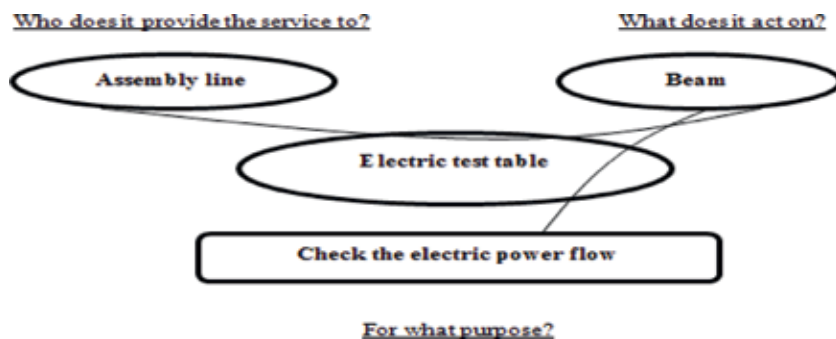 Who does it provide the service to?
What does it act on?
Assembly line
Beam
Electric test table
Check the electric power flow
For what purpose?